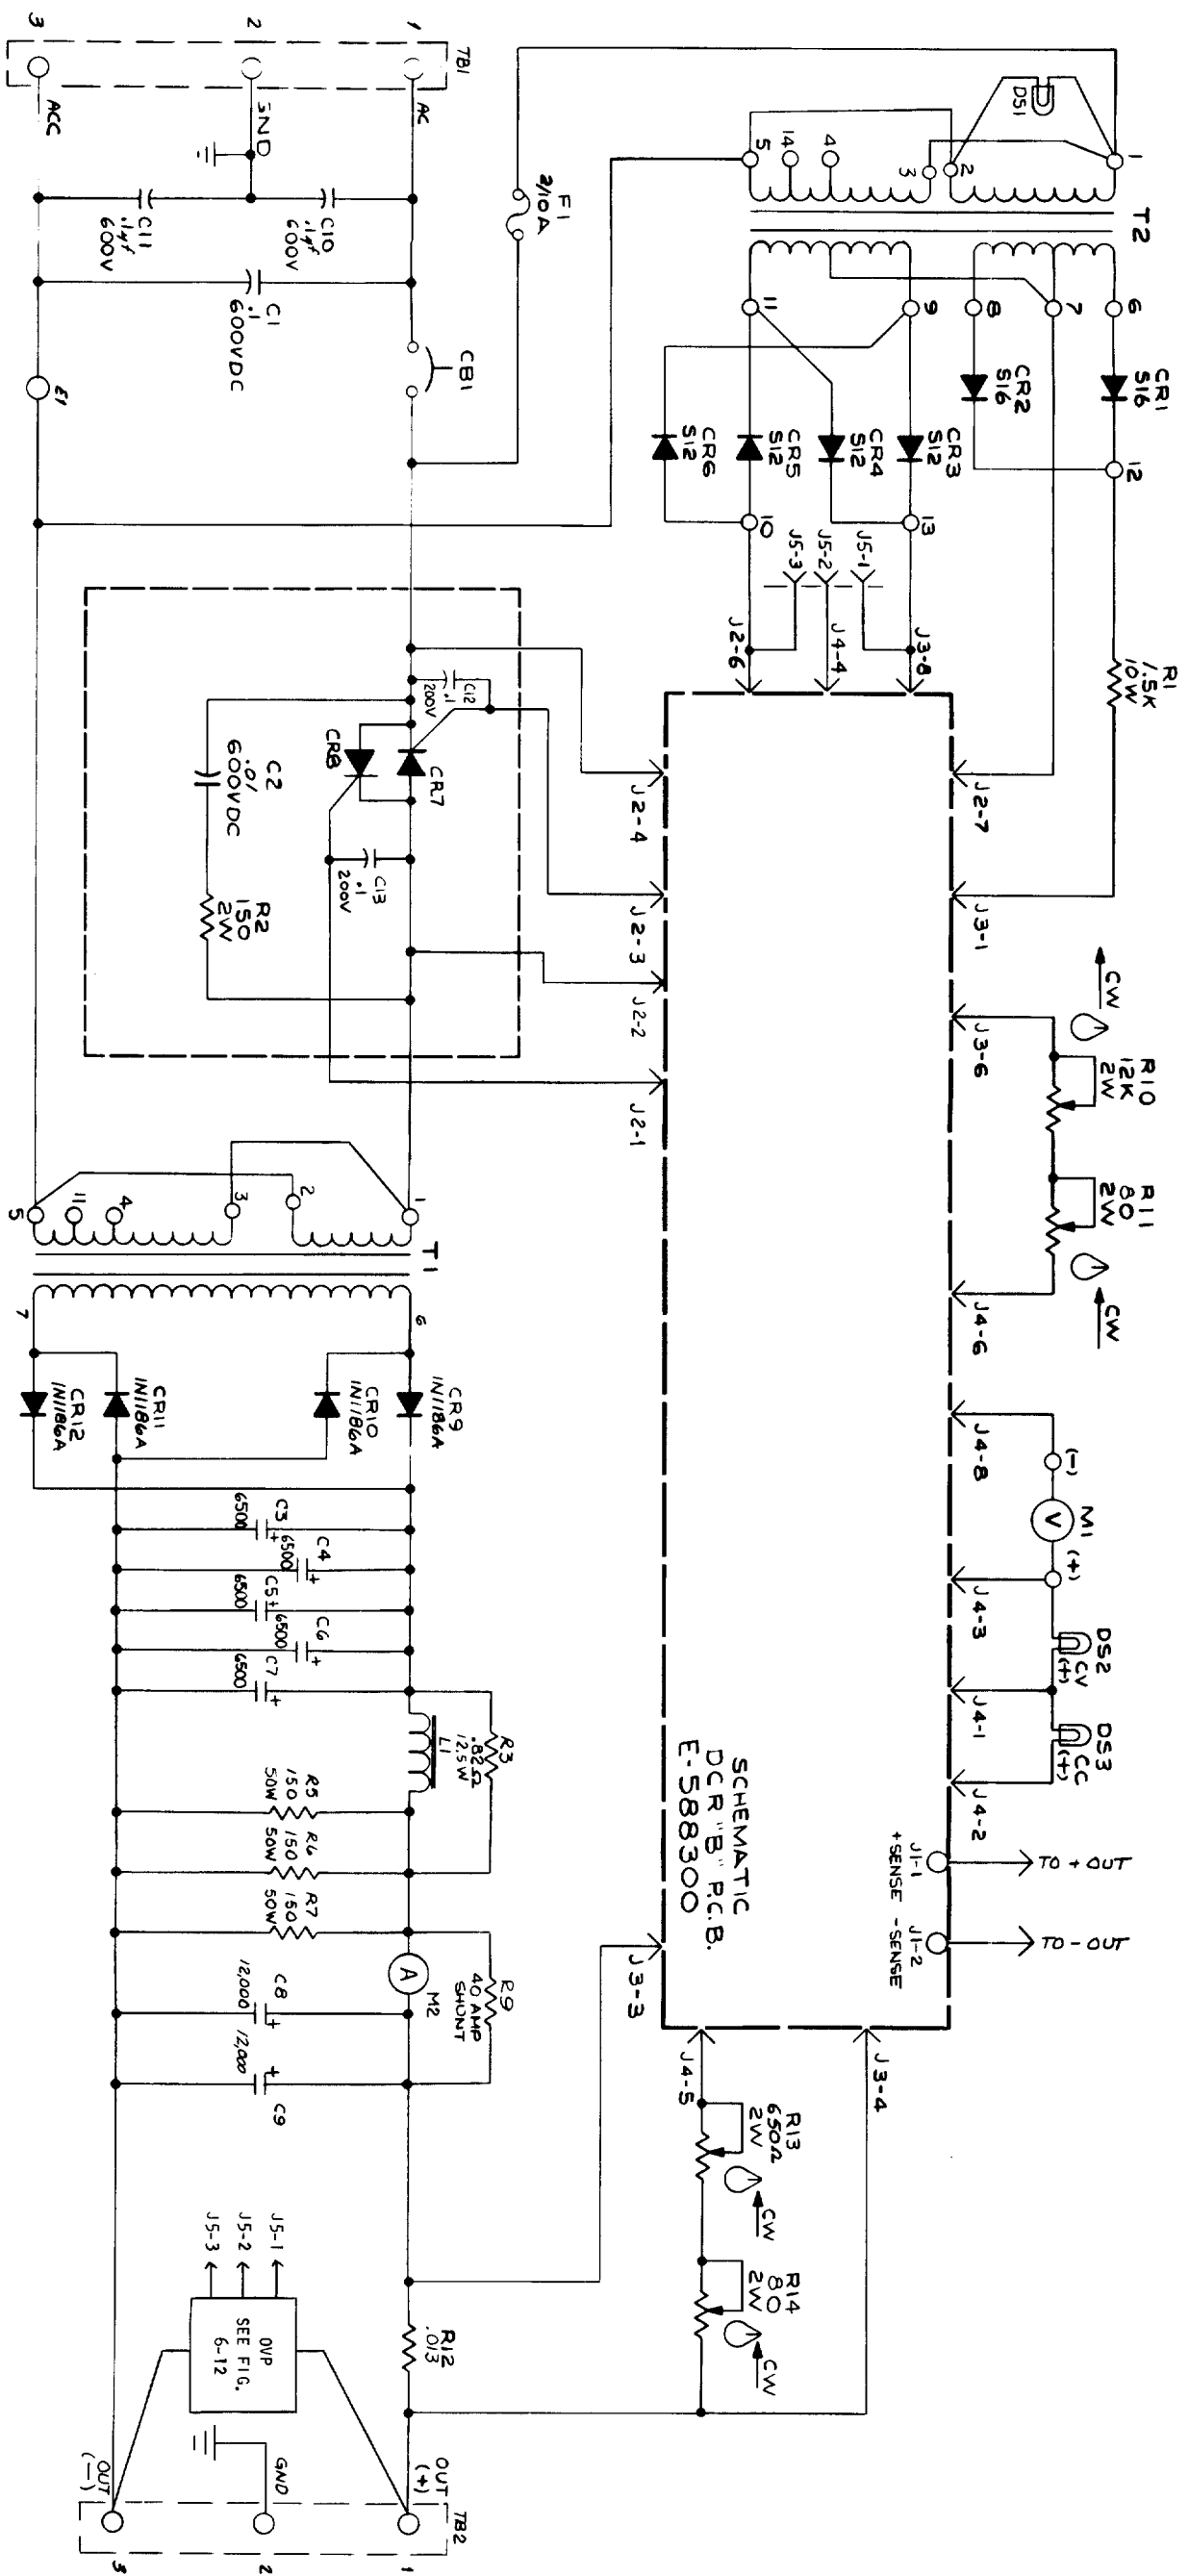 TB1
1
2
3
AC
GND
ACC
C10
.1µf
600V
C11
.1µf
600V
C1
.1
600VDC
CB1
E1
F1
2/10A
DS1
T2
1
2
3
4
14
5
6
7
8
9
11
CR1
S16
CR2
S16
CR3
S12
CR4
S12
CR5
S12
CR6
S12
12
13
10
J5-1
J5-2
J5-3
J3-8
J4-4
J2-6
R1
1.5K
10W
J2-7
J3-1
C12
.1
200V
CR7
CR8
C13
.1
200V
C2
.01
600VDC
R2
150
2W
J2-4
J2-3
J2-2
J2-1
CW
J3-6
R10
12K
2W
R11
80
2W
CW
J4-6
J4-8
(-)
M1
V
(+)
J4-3
DS2
CV
(+)
J4-1
DS3
CC
(+)
J4-2
SCHEMATIC
DCR "B" P.C.B.
E-588300
J1-1
+SENSE
TO + OUT
J1-2
-SENSE
TO - OUT
T1
1
2
3
4
11
5
6
7
CR9
1N1186A
CR10
1N1186A
CR11
1N1186A
CR12
1N1186A
C3
6500
+
C4
6500
+
C5
6500
+
C6
6500
+
C7
6500
+
R3
.82Ω
12.5W
L1
R5
150
50W
R6
150
50W
R7
150
50W
A
M2
R9
40 AMP
SHUNT
C8
12,000
+
C9
12,000
+
J3-3
J4-5
J3-4
R13
650Ω
2W
CW
R14
80
2W
CW
R12
.013
J5-1
J5-2
J5-3
OVP
SEE FIG.
6-12
OUT
(+)
GND
OUT
(-)
TB2
1
2
3